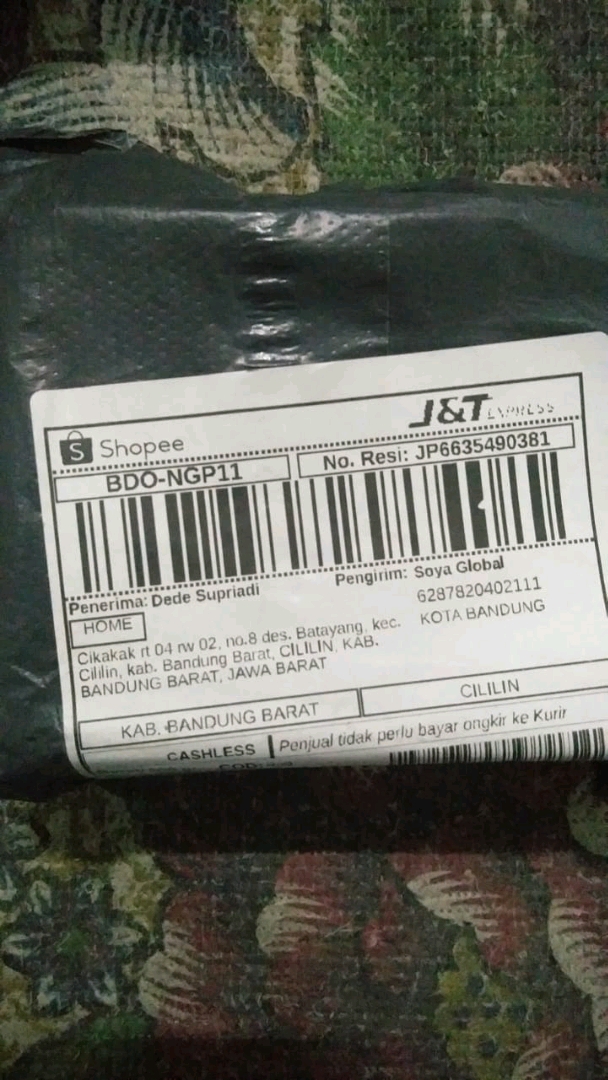 J&T EXPRESS
Shopee
BDO-NGP11
No. Resi: JP6635490381
Penerima: Dede Supriadi
Pengirim: Soya Global
HOME
6287820402111
KOTA BANDUNG
Cikakak rt 04 rw 02, no.8 des. Batayang, kec.
Cililin, kab. Bandung Barat, CILILIN, KAB.
BANDUNG BARAT, JAWA BARAT
KAB. BANDUNG BARAT
CILILIN
CASHLESS
Penjual tidak perlu bayar ongkir ke Kurir